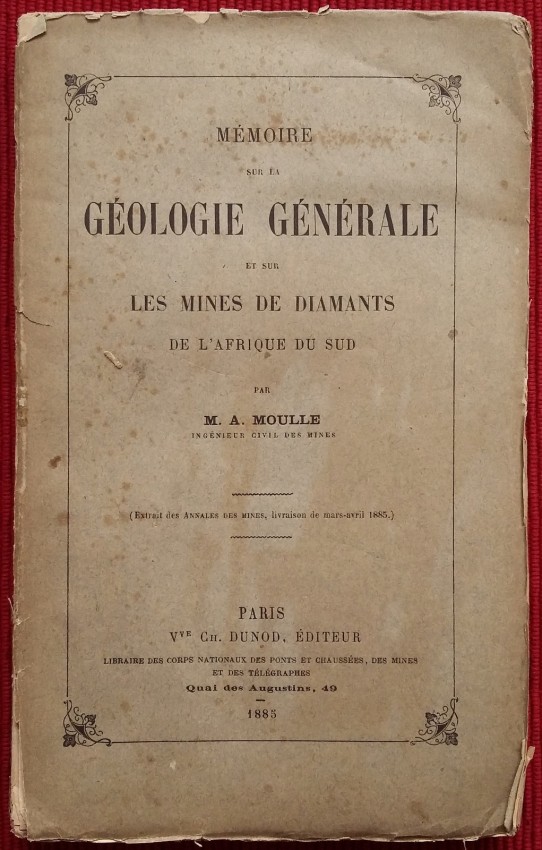 MÉMOIRE
SUR LA
GÉOLOGIE GÉNÉRALE
ET SUR
LES MINES DE DIAMANTS
DE L'AFRIQUE DU SUD
PAR
M. A. MOULLE
INGÉNIEUR CIVIL DES MINES
(Extrait des ANNALES DES MINES, livraison de mars-avril 1885.)
PARIS
VVE CH. DUNOD, ÉDITEUR
LIBRAIRE DES CORPS NATIONAUX DES PONTS ET CHAUSSÉES, DES MINES
ET DES TÉLÉGRAPHES
Quai des Augustins, 49
1885